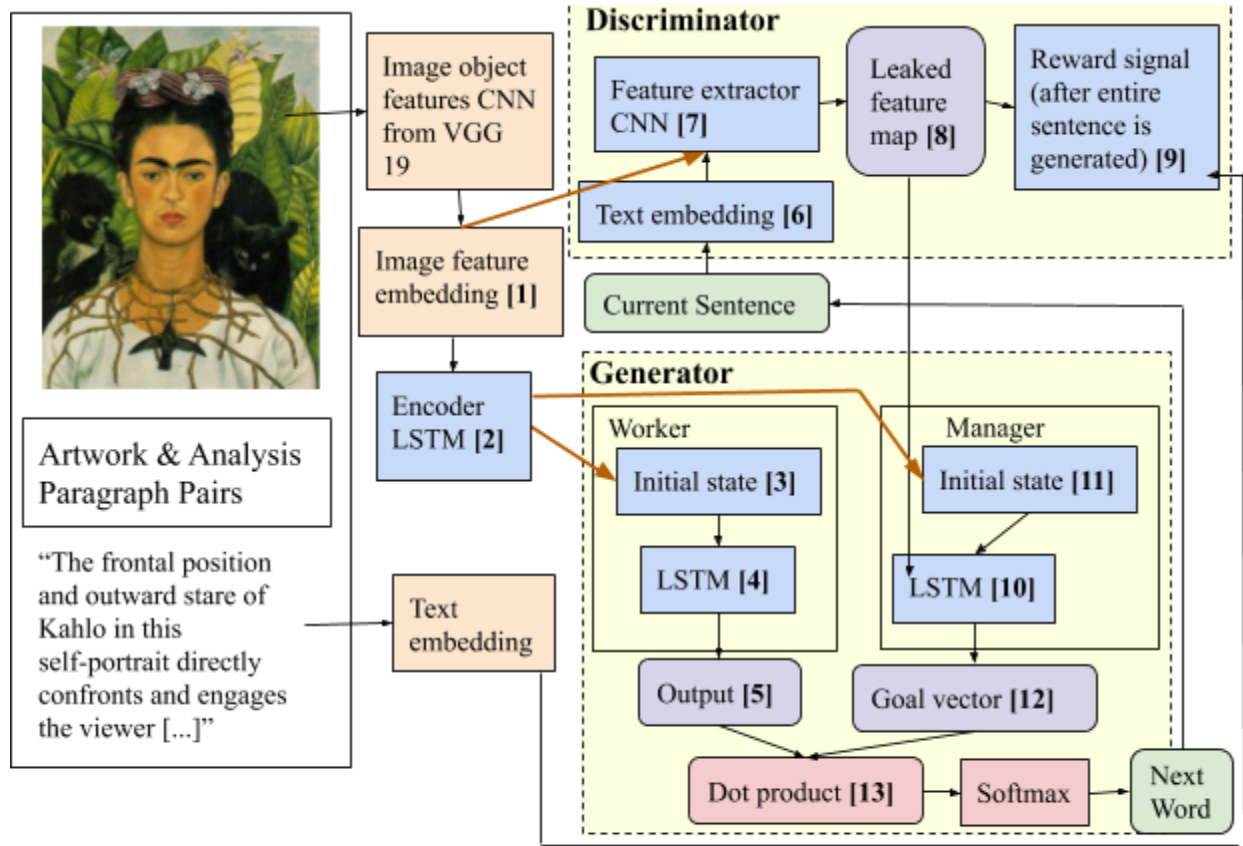 Artwork & Analysis
Paragraph Pairs
“The frontal position
and outward stare of
Kahlo in this
self-portrait directly
confronts and engages
the viewer [...]”
Image object
features CNN
from VGG
19
Image feature
embedding [1]
Encoder
LSTM [2]
Text
embedding
Discriminator
Feature extractor
CNN [7]
Leaked
feature
map [8]
Reward signal
(after entire
sentence is
generated) [9]
Text embedding [6]
Current Sentence
Generator
Worker
Initial state [3]
LSTM [4]
Output [5]
Manager
Initial state [11]
LSTM [10]
Goal vector [12]
Dot product [13]
Softmax
Next
Word